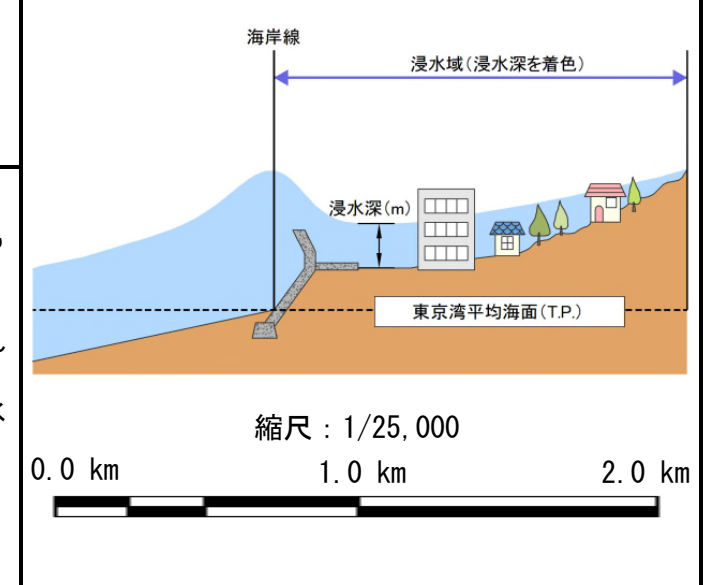 海岸線
浸水域(浸水深を着色)
浸水深(m)
東京湾平均海面(T.P.)
縮尺：1/25,000
0.0 km 1.0 km 2.0 km